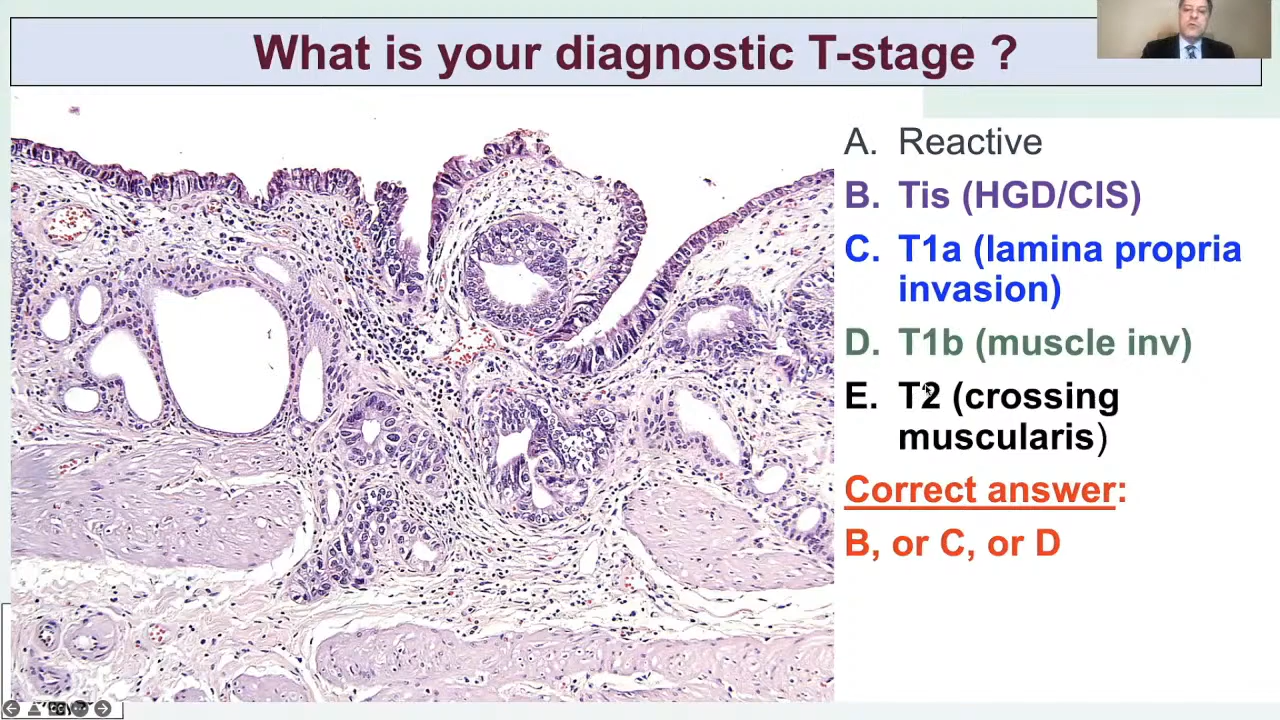 What is your diagnostic T-stage ?
A. Reactive
B. Tis (HGD/CIS)
C. T1a (lamina propria
invasion)
D. T1b (muscle inv)
E. T2 (crossing
muscularis)
Correct answer:
B, or C, or D